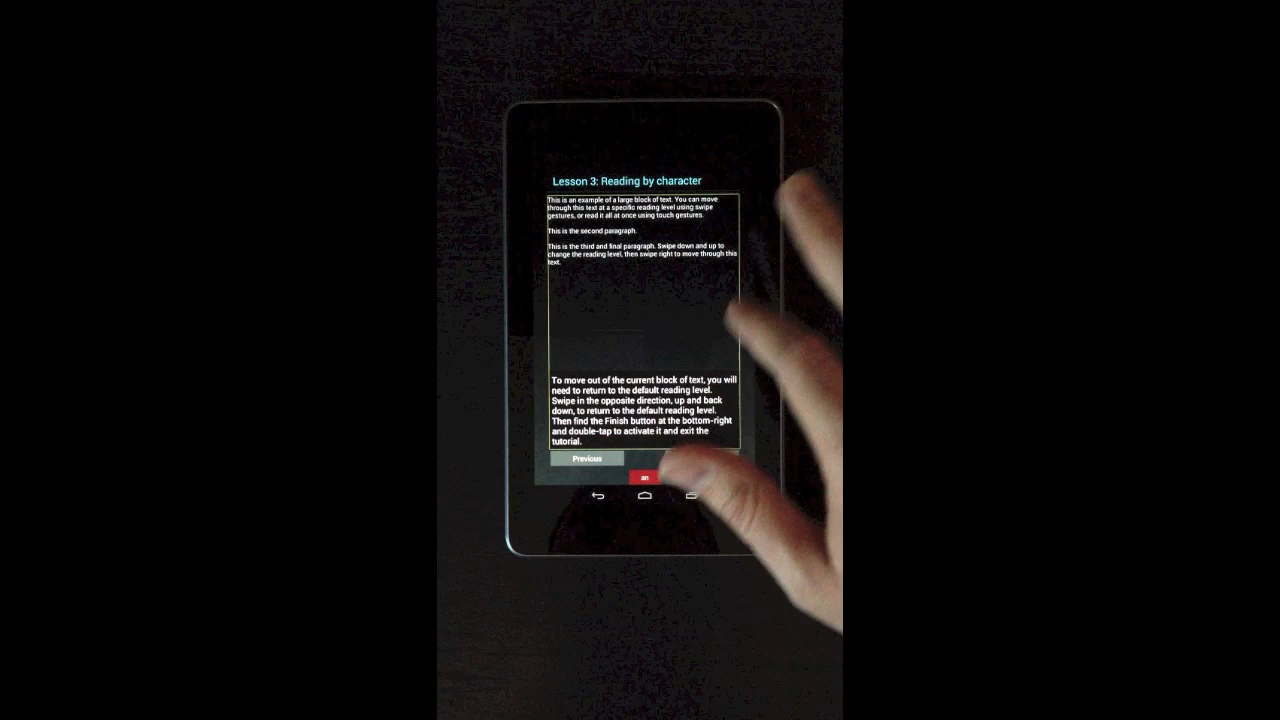 Lesson 3: Reading by character
This is an example of a large block of text. You can move
through this text at a specific reading level using swipe
gestures, or read it all at once using touch gestures.
This is the second paragraph.
This is the third and final paragraph. Swipe down and up to
change the reading level, then swipe right to move through this
text.
To move out of the current block of text, you will
need to return to the default reading level.
Swipe in the opposite direction, up and back
down, to return to the default reading level.
Then find the Finish button at the bottom-right
and double-tap to activate it and exit the
tutorial.
Previous
an